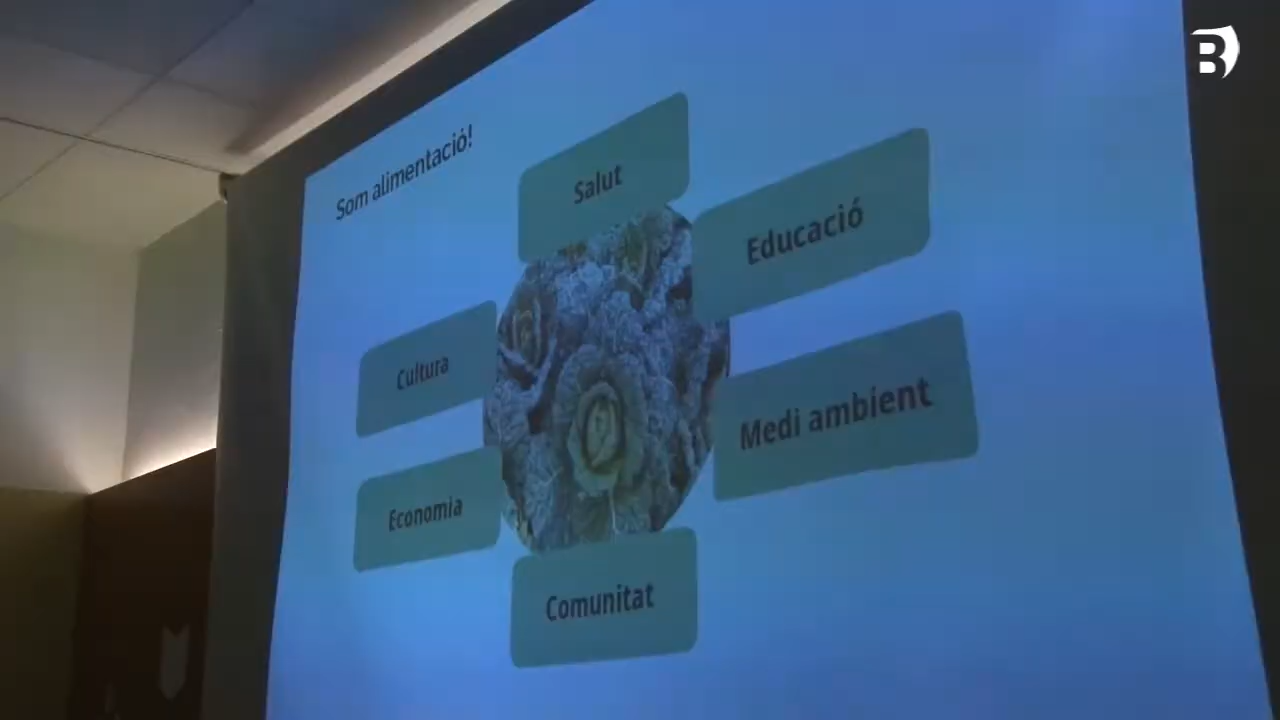 Som alimentació!
Salut
Educació
Medi ambient
Comunitat
Economia
Cultura
B